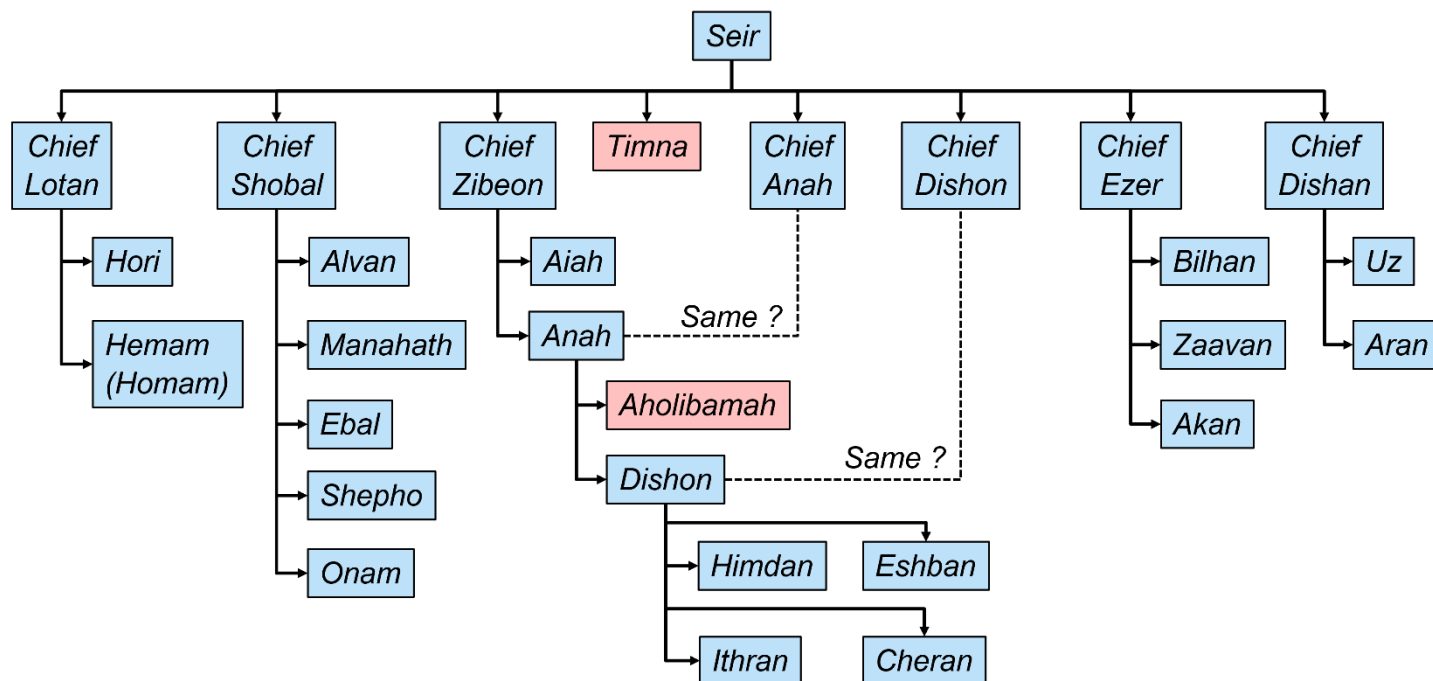 Seir
Chief
Lotan
Chief
Shobal
Chief
Zibeon
Timna
Chief
Anah
Chief
Dishon
Chief
Ezer
Chief
Dishan
Hori
Alvan
Aiah
Bilhan
Uz
Hemam
(Homam)
Manahath
Anah
Same ?
Zaavan
Aran
Ebal
Aholibamah
Akan
Shepho
Dishon
Same ?
Onam
Himdan
Eshban
Ithran
Cheran